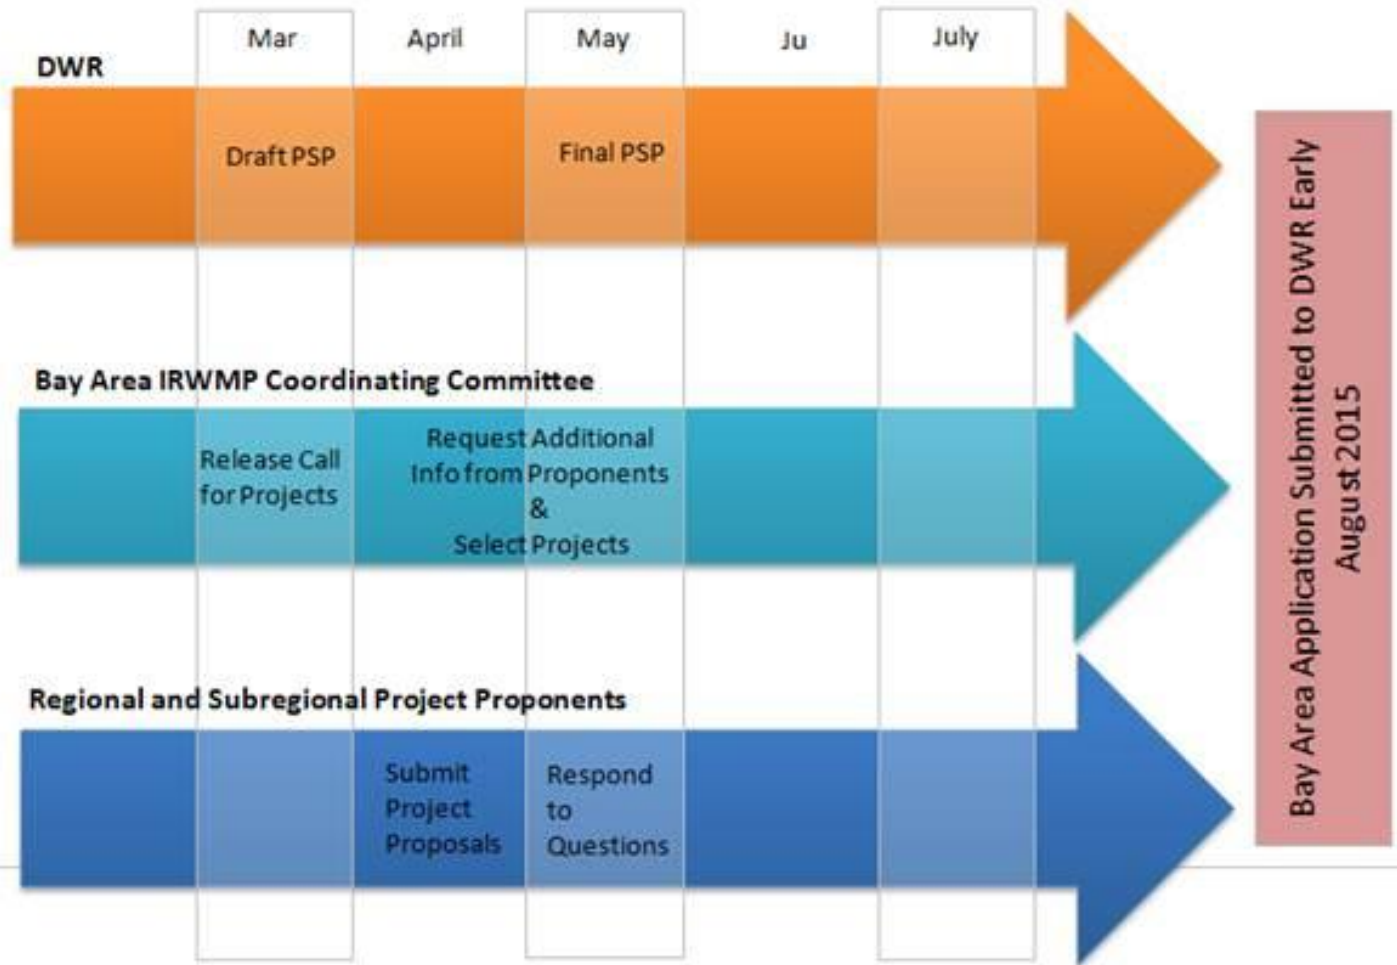 Mar April May Ju July
DWR
Draft PSP
Final PSP
Bay Area IRWMP Coordinating Committee
Release Call
for Projects
Request Additional
Info from Proponents
&
Select Projects
Regional and Subregional Project Proponents
Submit
Project
Proposals
Respond
to
Questions
Bay Area Application Submitted to DWR Early
August 2015